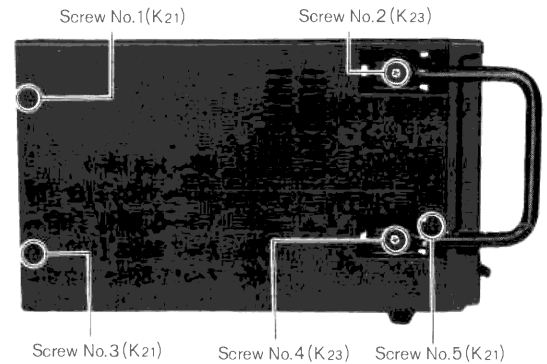 Screw No.1(K21)
Screw No.2(K23)
Screw No.3(K21)
Screw No.4(K23)
Screw No.5(K21)